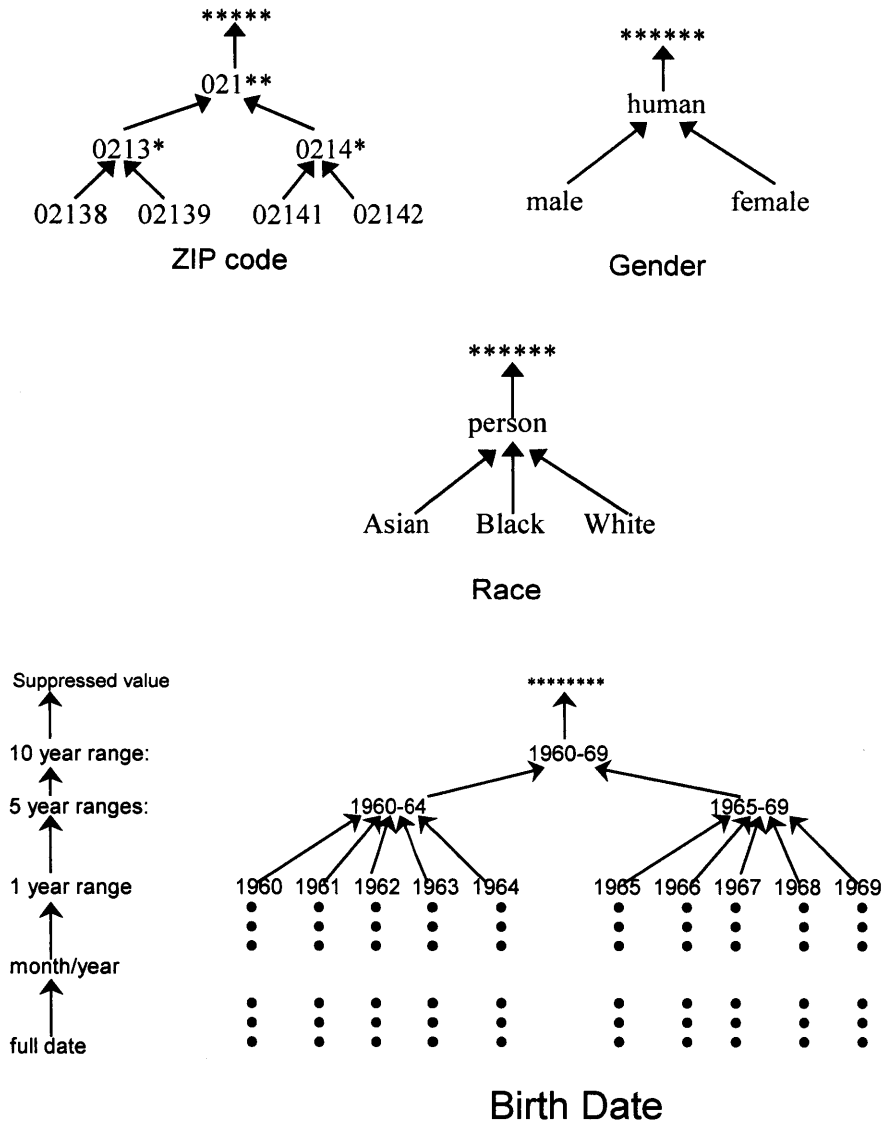 *****
021**
0213* 0214*
02138 02139 02141 02142
ZIP code
******
human
male female
Gender
******
person
Asian Black White
Race
Suppressed value ********
10 year range: 1960-69
5 year ranges: 1960-64 1965-69
1 year range 1960 1961 1962 1963 1964 1965 1966 1967 1968 1969
month/year
full date
Birth Date